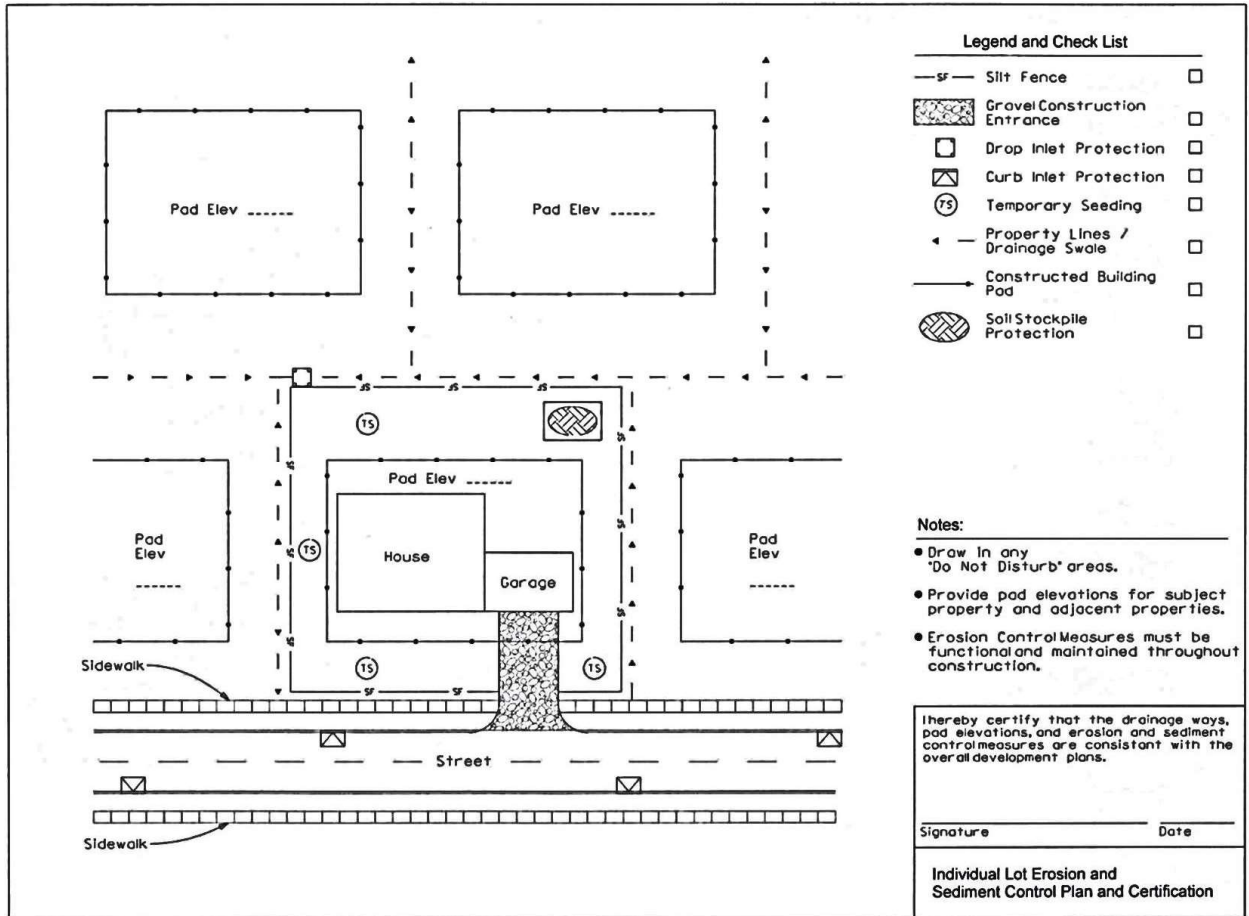 Legend and Check List
SF Silt Fence
Gravel Construction
Entrance
Drop Inlet Protection
Curb Inlet Protection
TS Temporary Seeding
Property Lines /
Drainage Swale
Constructed Building
Pad
Soil Stockpile
Protection
Pad Elev ------
Pad Elev ------
SF SF SF
TS
SF
SF
Pad Elev ------
Pad
Elev
------
House
Garage
TS
SF
SF
SF
SF
Pad
Elev
------
TS
TS
SF SF
Sidewalk
Street
Sidewalk
Notes:
• Draw in any
"Do Not Disturb" areas.
• Provide pad elevations for subject
property and adjacent properties.
• Erosion Control Measures must be
functional and maintained throughout
construction.
I hereby certify that the drainage ways,
pad elevations, and erosion and sediment
control measures are consistant with the
overall development plans.
Signature Date
Individual Lot Erosion and
Sediment Control Plan and Certification